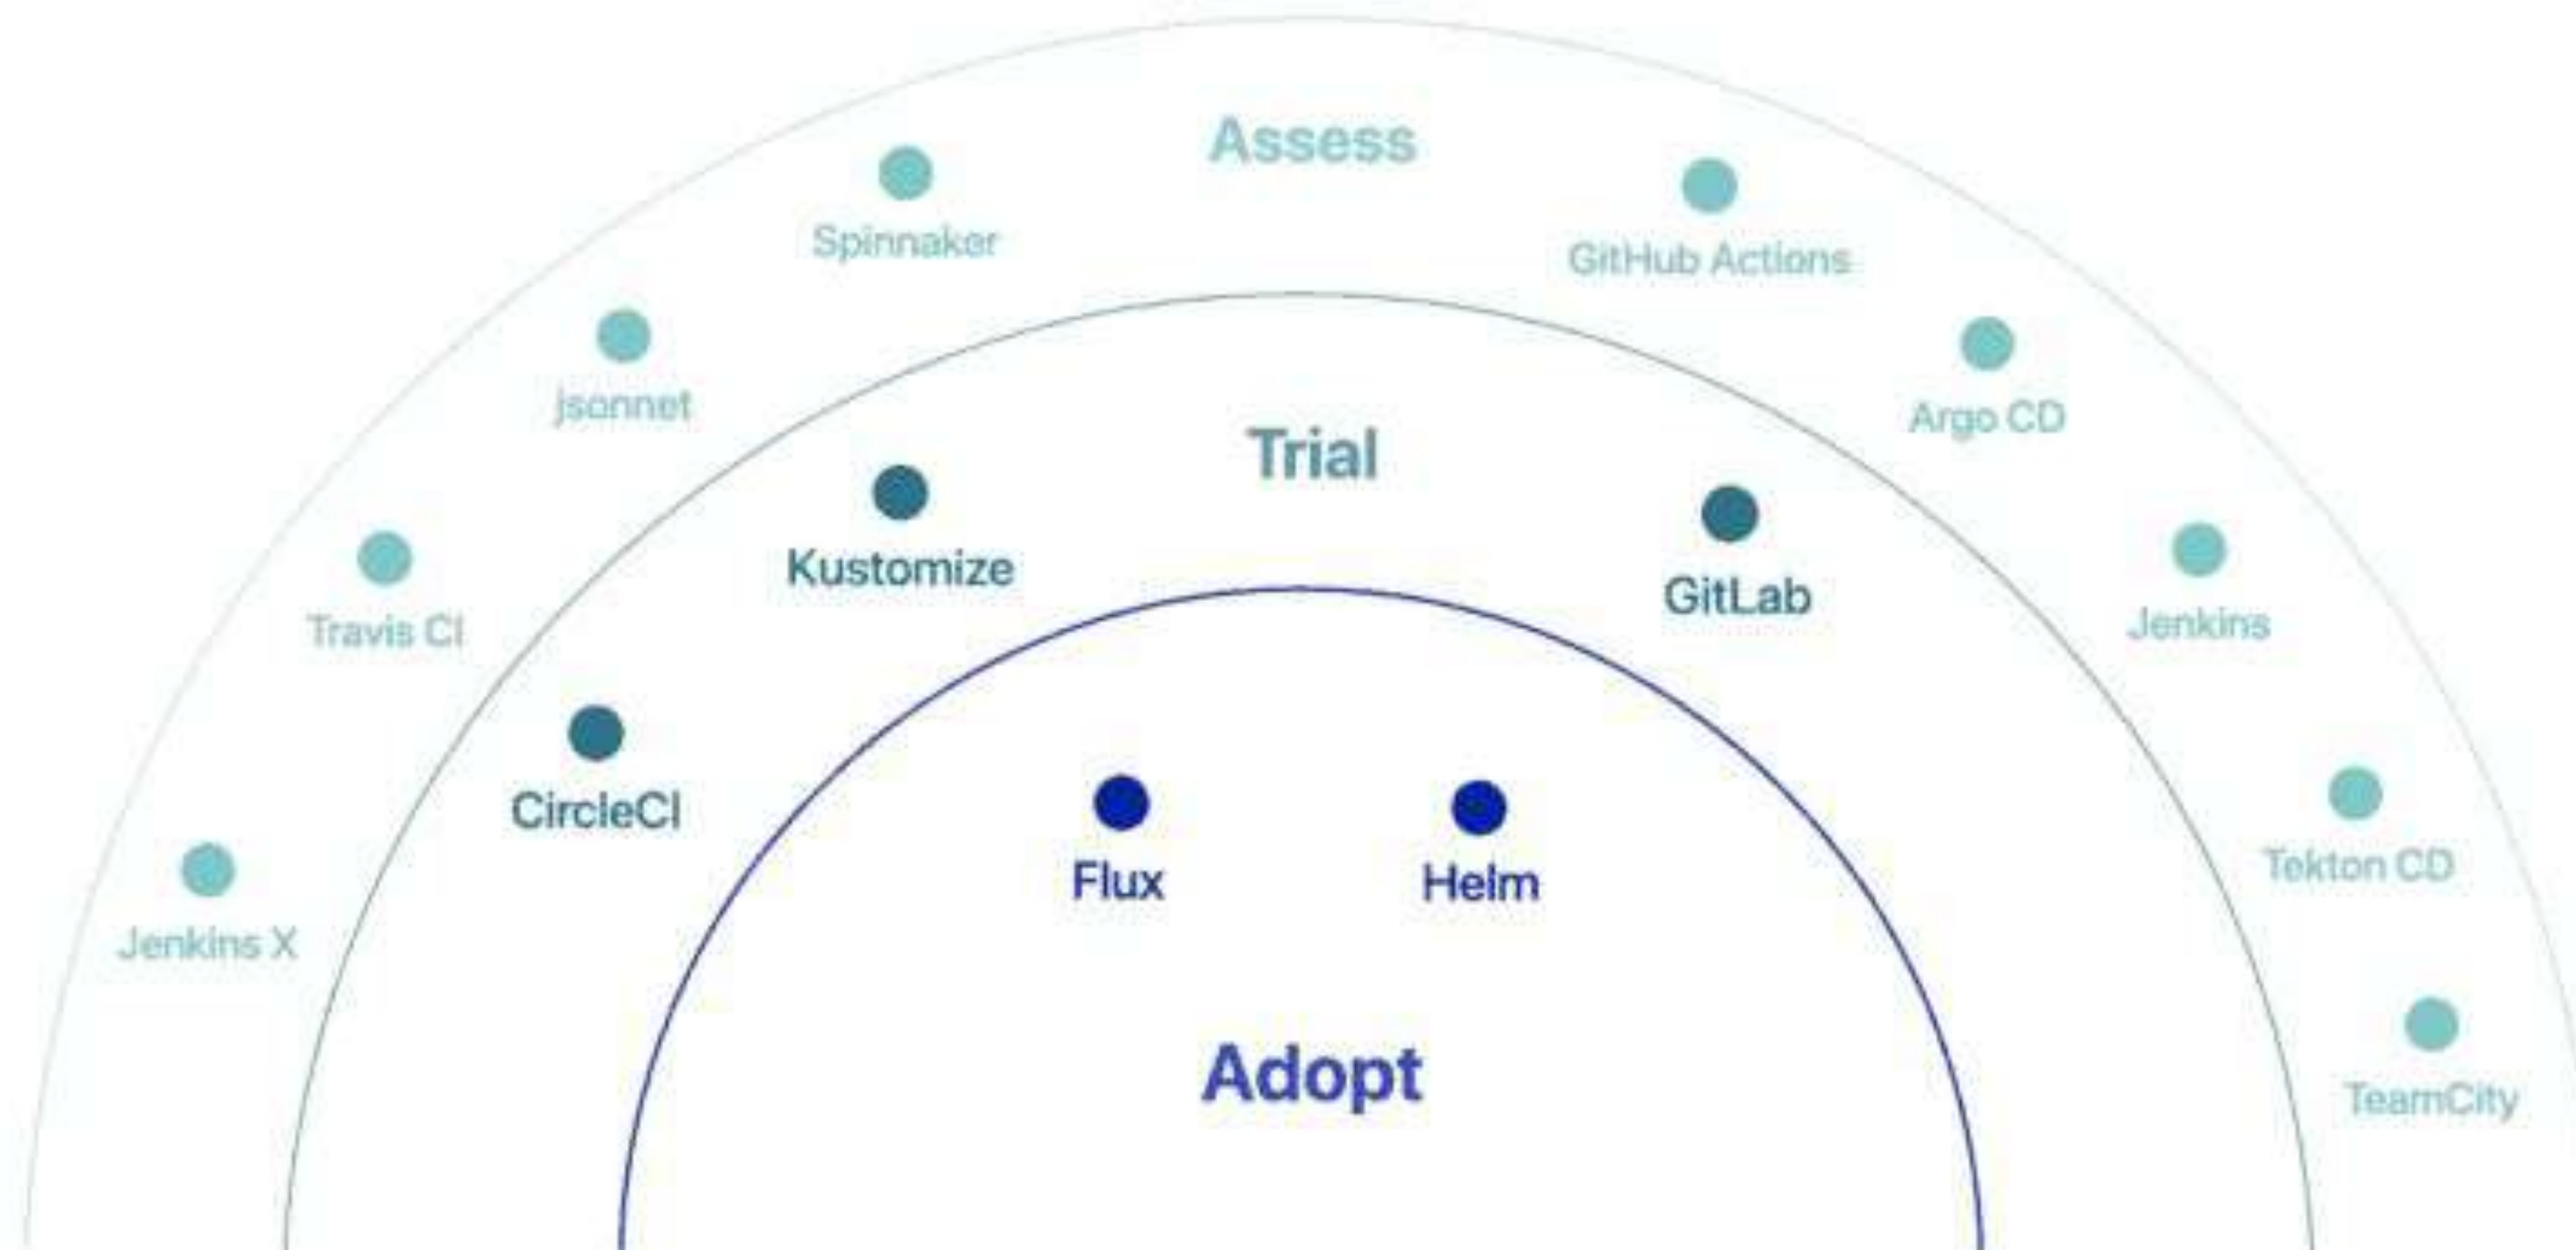 Assess
Spinnaker
GitHub Actions
jsonnet
Argo CD
Trial
Kustomize
GitLab
Travis CI
Jenkins
CircleCI
Flux
Helm
Tekton CD
Jenkins X
Adopt
TeamCity